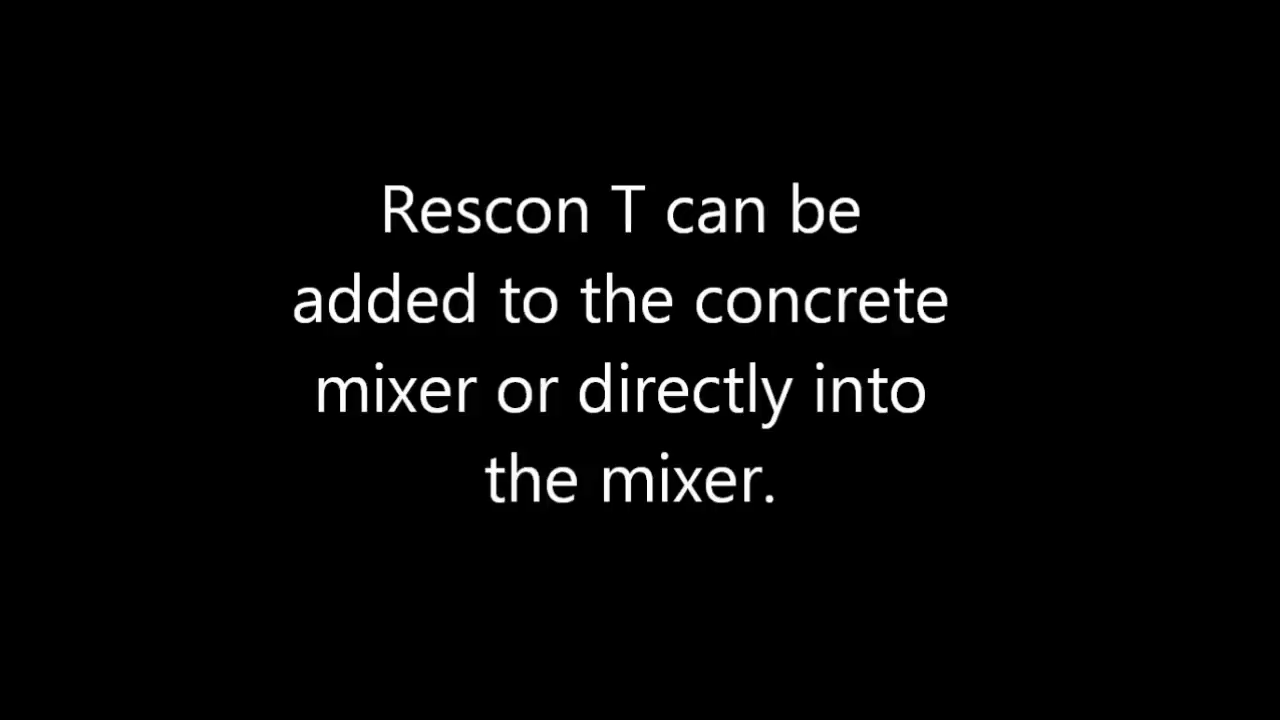 Rescon T can be
added to the concrete
mixer or directly into
the mixer.